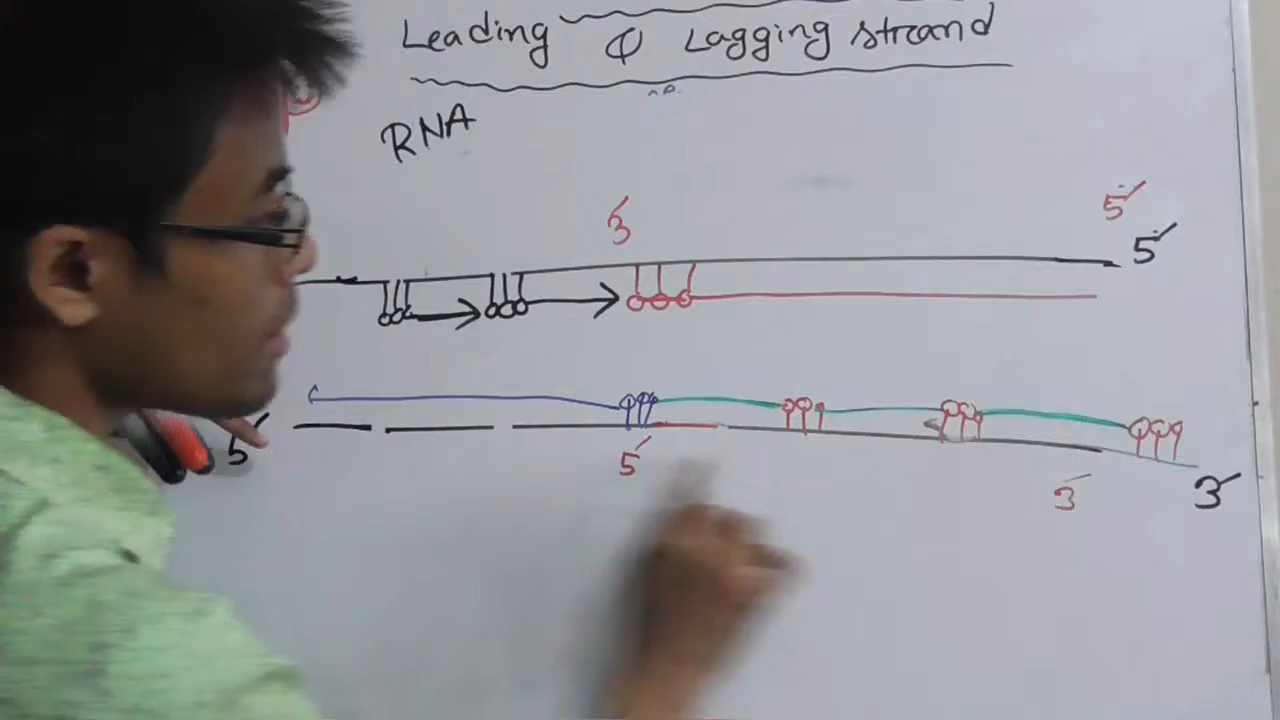 Leading & Lagging strand
RNA
3' 5'
5'
5' 5' 3' 3'